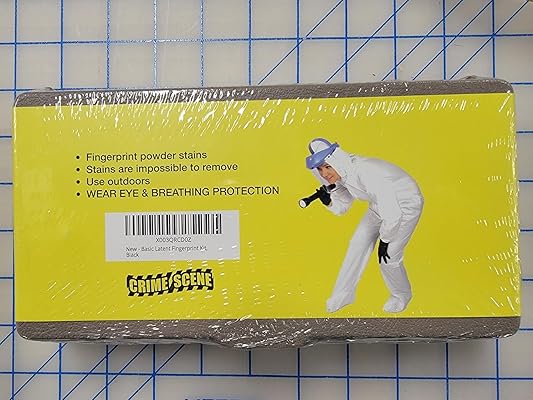 • Fingerprint powder stains
• Stains are impossible to remove
• Use outdoors
• WEAR EYE & BREATHING PROTECTION
X003QRCD0Z
New - Basic Latent Fingerprint Kit,
Black
CRIME SCENE